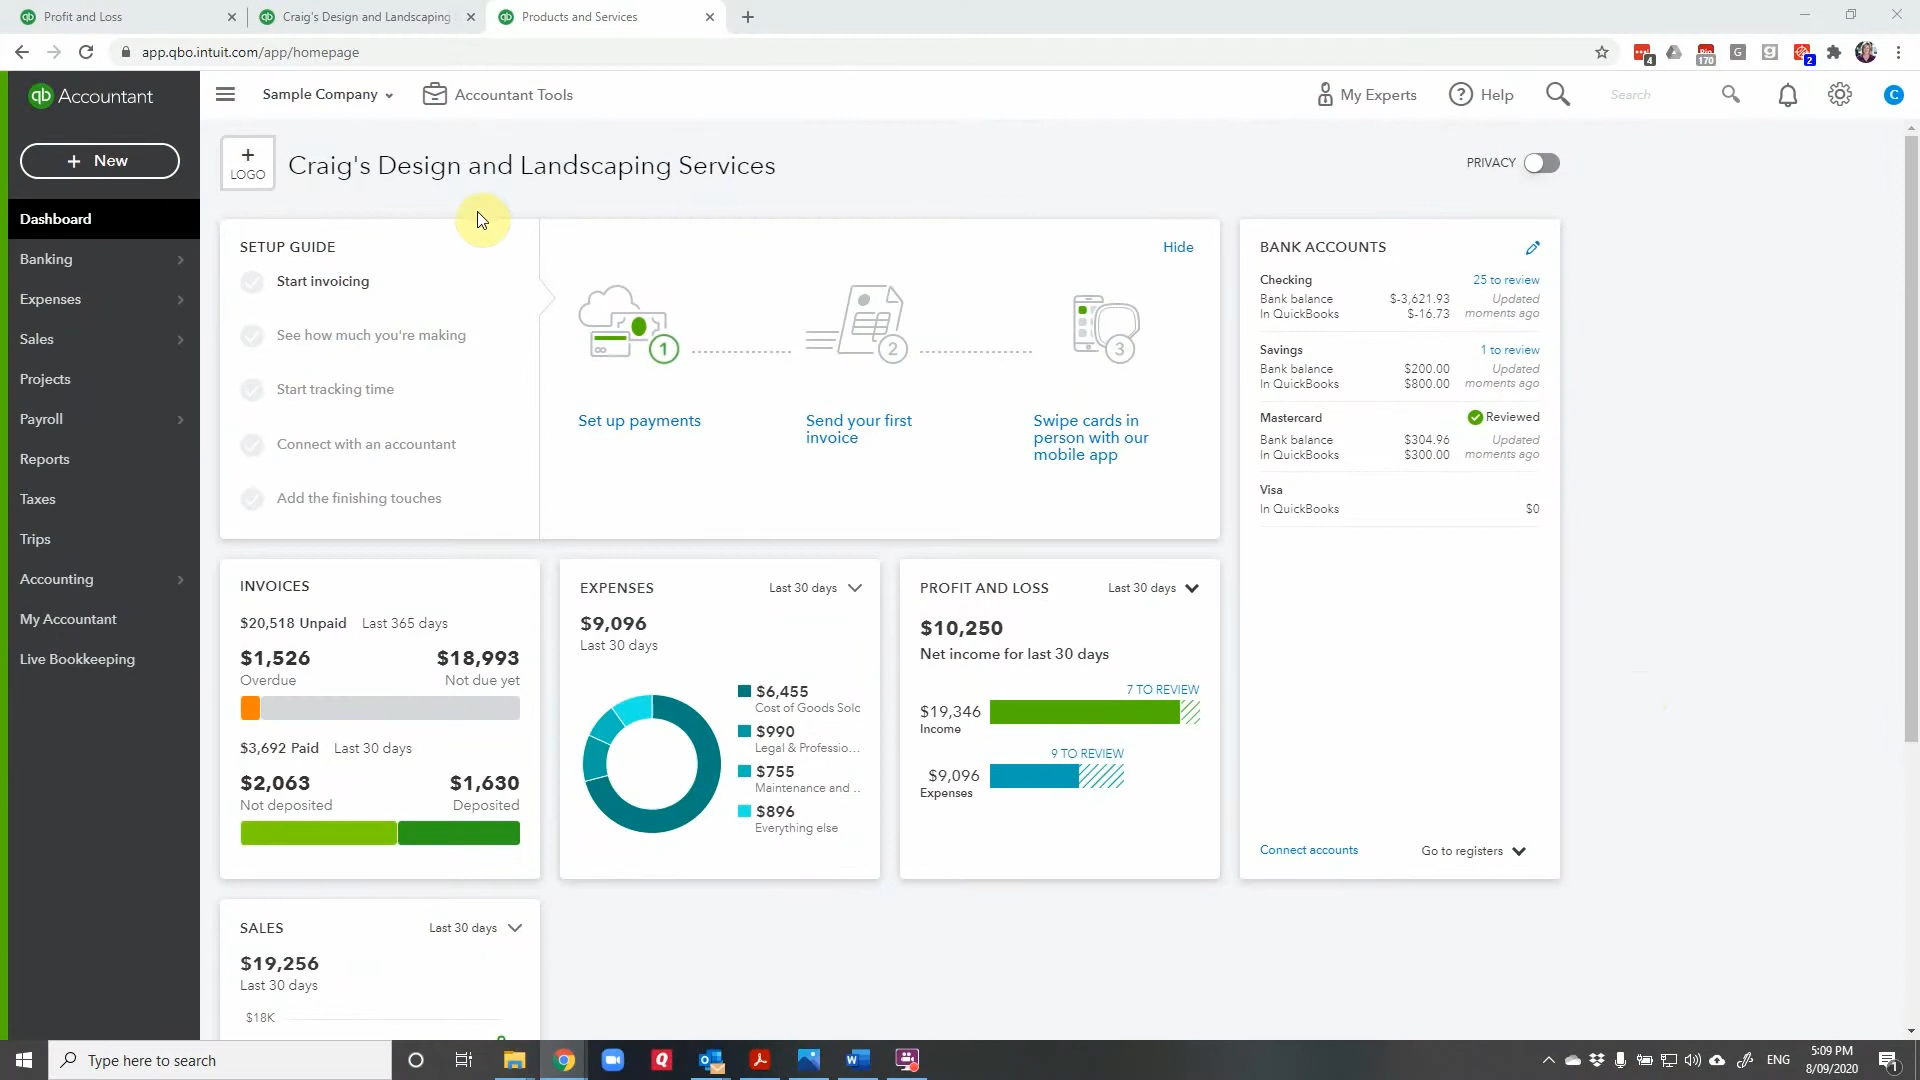 Profit and Loss
Craig's Design and Landscaping
Products and Services
app.qbo.intuit.com/app/homepage
4
170
G
g
2
qb Accountant
Sample Company
Accountant Tools
My Experts
? Help
Search
C
+ New
Dashboard
Banking
Expenses
Sales
Projects
Payroll
Reports
Taxes
Trips
Accounting
My Accountant
Live Bookkeeping
+
LOGO
Craig's Design and Landscaping Services
PRIVACY
SETUP GUIDE
Start invoicing
See how much you're making
Start tracking time
Connect with an accountant
Add the finishing touches
Hide
1
2
3
Set up payments
Send your first
invoice
Swipe cards in
person with our
mobile app
BANK ACCOUNTS
Checking 25 to review
Bank balance $-3,621.93 Updated
In QuickBooks $-16.73 moments ago
Savings 1 to review
Bank balance $200.00 Updated
In QuickBooks $800.00 moments ago
Mastercard Reviewed
Bank balance $304.96 Updated
In QuickBooks $300.00 moments ago
Visa
In QuickBooks $0
Connect accounts
Go to registers
INVOICES
$20,518 Unpaid Last 365 days
$1,526 $18,993
Overdue Not due yet
$3,692 Paid Last 30 days
$2,063 $1,630
Not deposited Deposited
EXPENSES Last 30 days
$9,096
Last 30 days
$6,455
Cost of Goods Solc
$990
Legal & Professio...
$755
Maintenance and ..
$896
Everything else
PROFIT AND LOSS Last 30 days
$10,250
Net income for last 30 days
7 TO REVIEW
$19,346
Income
9 TO REVIEW
$9,096
Expenses
SALES Last 30 days
$19,256
Last 30 days
$18K
Type here to search
ENG
5:09 PM
8/09/2020
1